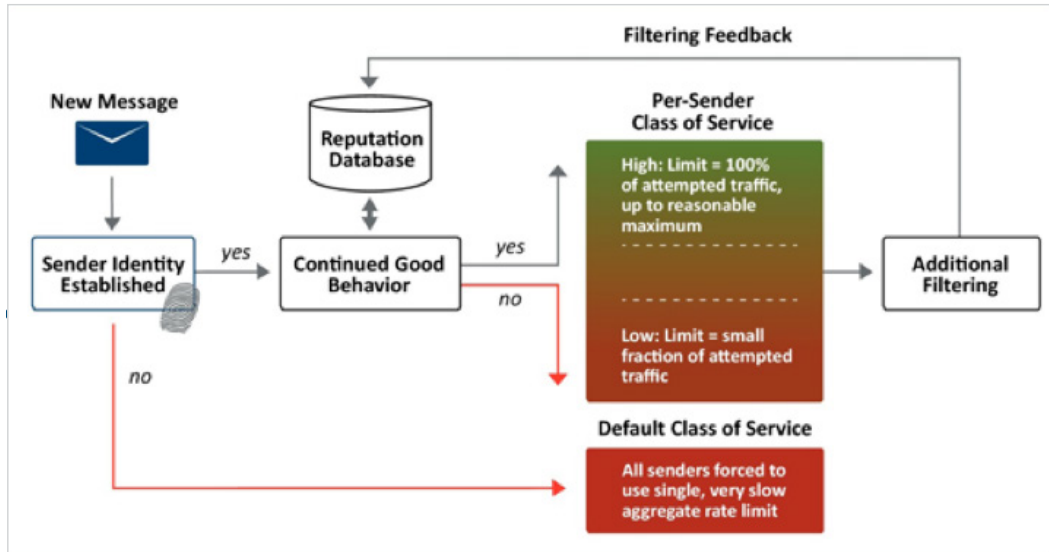 Filtering Feedback
New Message
Reputation
Database
Per-Sender
Class of Service
High: Limit = 100%
of attempted traffic,
up to reasonable
maximum
Sender Identity
Established
yes
Continued Good
Behavior
yes
no
Additional
Filtering
Low: Limit = small
fraction of attempted
traffic
no
Default Class of Service
All senders forced to
use single, very slow
aggregate rate limit